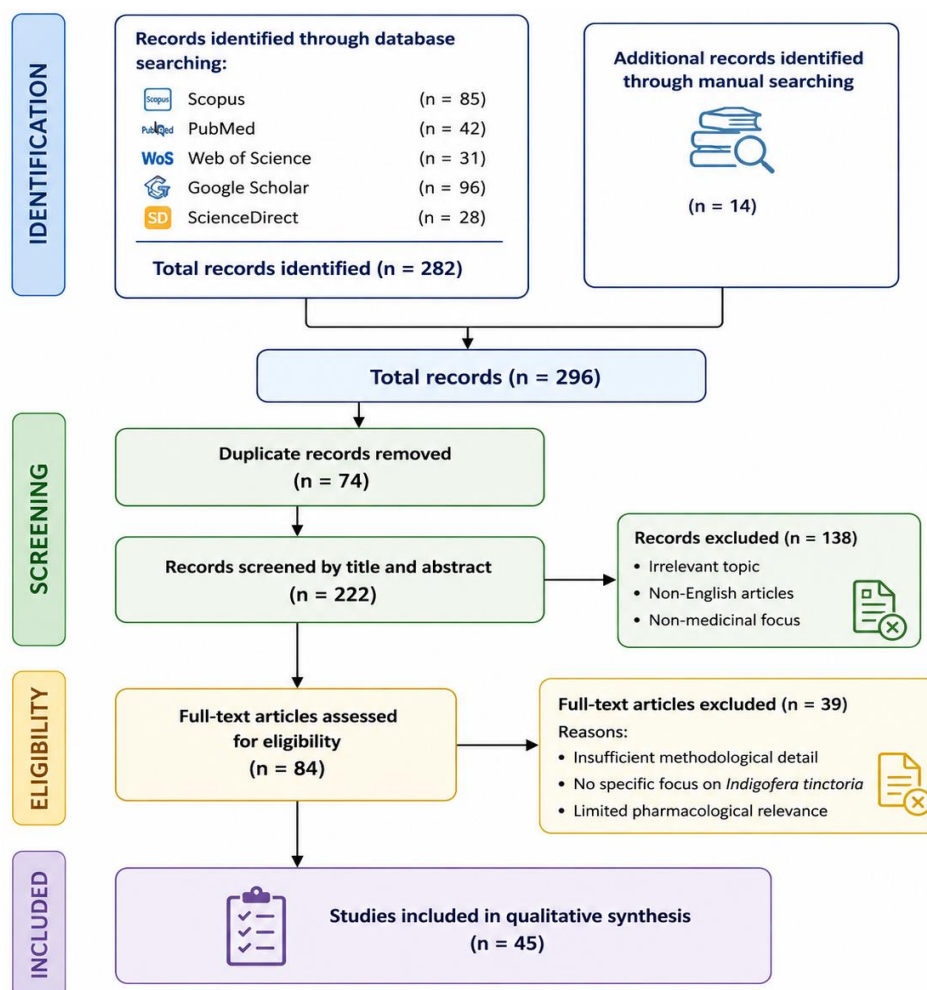 IDENTIFICATION
Records identified through database
searching:
Scopus Scopus (n = 85)
PubMed (n = 42)
WoS Web of Science (n = 31)
G Google Scholar (n = 96)
SD ScienceDirect (n = 28)
Total records identified (n = 282)
Additional records identified
through manual searching
(n = 14)
Total records (n = 296)
SCREENING
Duplicate records removed
(n = 74)
Records screened by title and abstract
(n = 222)
Records excluded (n = 138)
• Irrelevant topic
• Non-English articles
• Non-medicinal focus
ELIGIBILITY
Full-text articles assessed
for eligibility
(n = 84)
Full-text articles excluded (n = 39)
Reasons:
• Insufficient methodological detail
• No specific focus on Indigofera tinctoria
• Limited pharmacological relevance
INCLUDED
Studies included in qualitative synthesis
(n = 45)